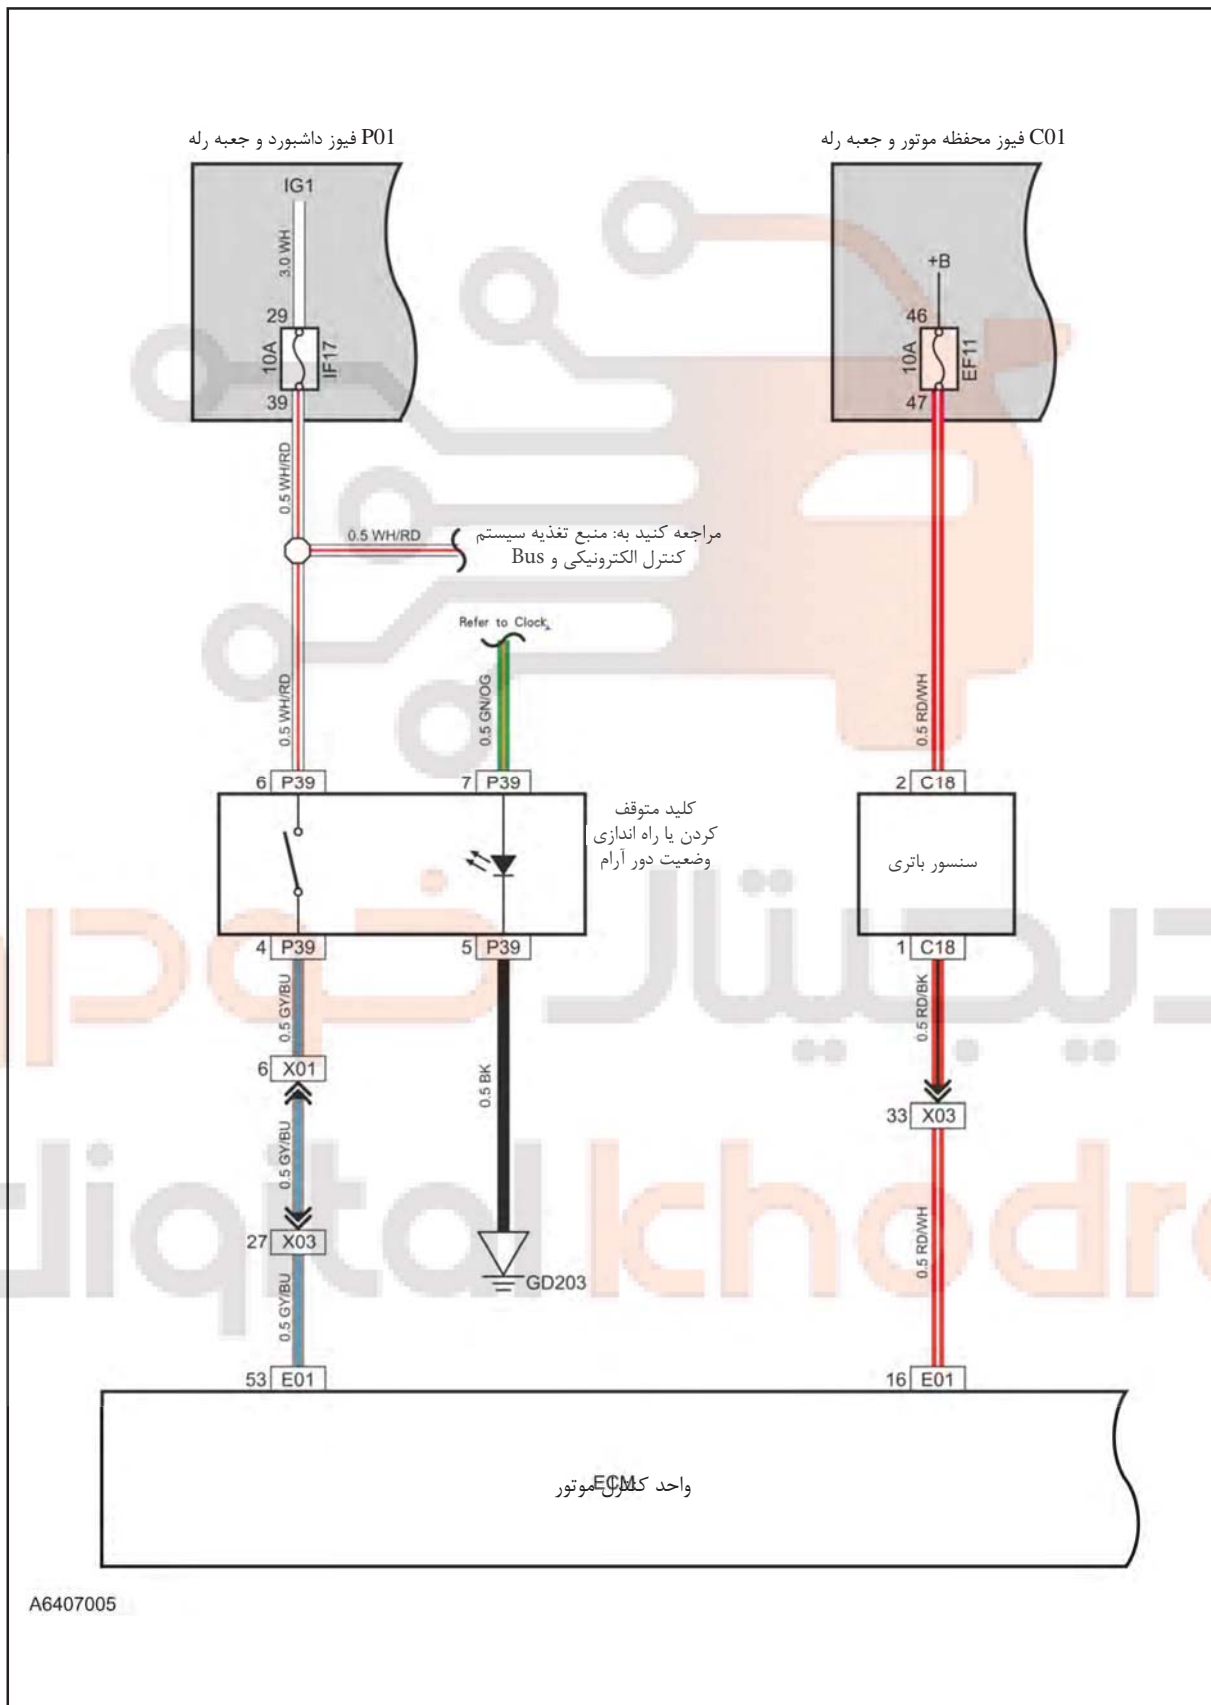 P01 فیوز داشبورد و جعبه رله
C01 فیوز محفظه موتور و جعبه رله
IG1
3.0 WH
29
10A
IF17
39
+B
46
10A
EF11
47
0.5 WH/RD
0.5 WH/RD
مراجعه کنید به: منبع تغذیه سیستم
کنترل الکترونیکی و Bus
Refer to Clock
0.5 WH/RD
0.5 GN/OG
0.5 RD/WH
6 P39
7 P39
2 C18
کلید متوقف
کردن یا راه اندازی
وضعیت دور آرام
سنسور باتری
4 P39
5 P39
1 C18
0.5 GY/BU
0.5 BK
0.5 RD/BK
6 X01
33 X03
0.5 GY/BU
27 X03
GD203
0.5 GY/BU
0.5 RD/WH
53 E01
16 E01
واحد کنترل موتور
ECM
A6407005
دیجیتال خودرو
digital khodro